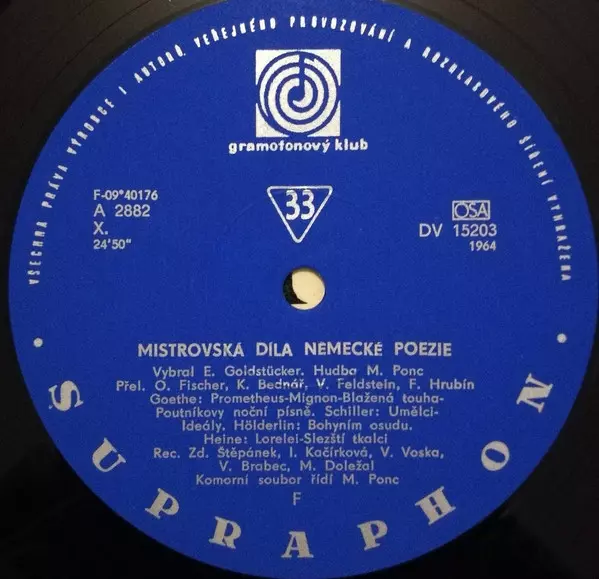 VŠECHNA PRÁVA VÝROBCE I AUTORŮ, VEŘEJNÉHO PROVOZOVÁNÍ A ROZHLASOVÉHO ŠÍŘENÍ VYHRAZENA
gramofonový klub
F-09*40176
A 2882
X.
24'50"
33
OSA
DV 15203
1964
MISTROVSKÁ DÍLA NĚMECKÉ POEZIE
Vybral E. Goldstücker. Hudba M. Ponc
Přel. O. Fischer, K. Bednář, V. Feldstein, F. Hrubín
Goethe: Prometheus-Mignon-Blažená touha-
Poutníkovy noční písně. Schiller: Umělci-
Ideály. Hölderlin: Bohyním osudu.
Heine: Lorelei-Slezští tkalci
Rec. Zd. Štěpánek, I. Kačírková, V. Voska,
V. Brabec, M. Doležal
Komorní soubor řídí M. Ponc
F
SUPRAPHON